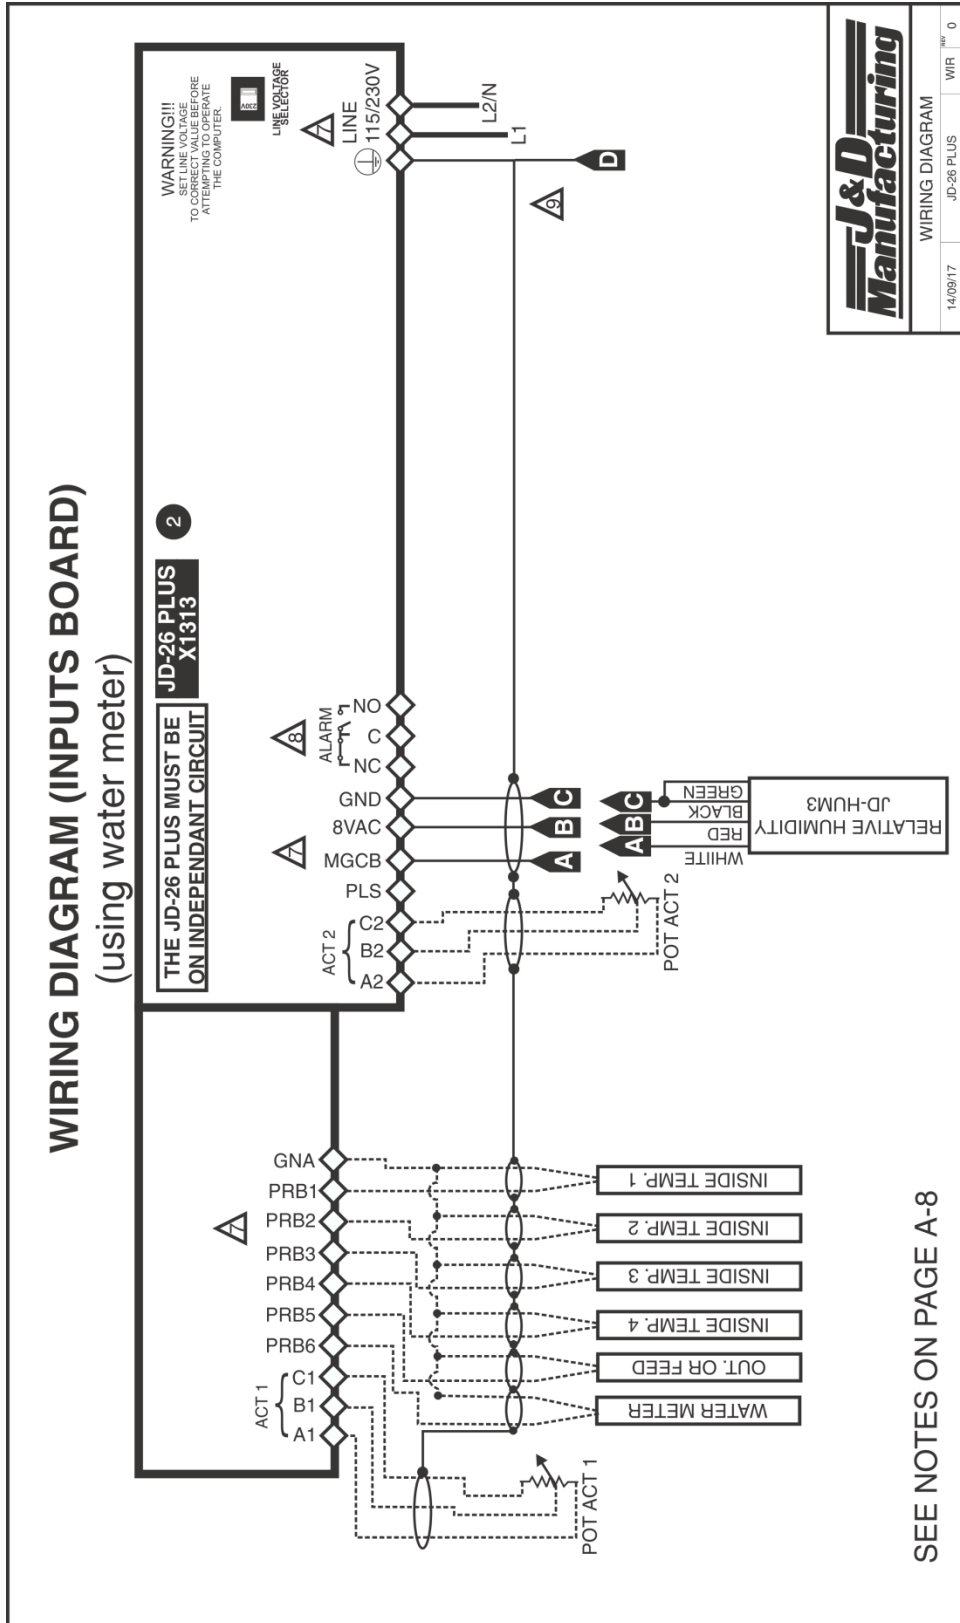 WIRING DIAGRAM (INPUTS BOARD)
(using water meter)
THE JD-26 PLUS MUST BE
ON INDEPENDANT CIRCUIT
JD-26 PLUS
X1313
2
WARNING!!!
SET LINE VOLTAGE
TO CORRECT VALUE BEFORE
ATTEMPTING TO OPERATE
THE COMPUTER.
230V
LINE VOLTAGE
SELECTOR
ACT 1
A1
B1
C1
PRB6
PRB5
PRB4
PRB3
PRB2
PRB1
GNA
7
ACT 2
A2
B2
C2
PLS
MGCB
8VAC
GND
7
NC
C
NO
ALARM
8
LINE
115/230V
7
L1
L2/N
D
9
A
B
C
A
B
C
WHIITE
RED
BLACK
GREEN
RELATIVE HUMIDITY
JD-HUM3
POT ACT 1
POT ACT 2
WATER METER
OUT. OR FEED
INSIDE TEMP. 4
INSIDE TEMP. 3
INSIDE TEMP. 2
INSIDE TEMP. 1
SEE NOTES ON PAGE A-8
J&D
Manufacturing
WIRING DIAGRAM
14/09/17
JD-26 PLUS
WIR
REV
0